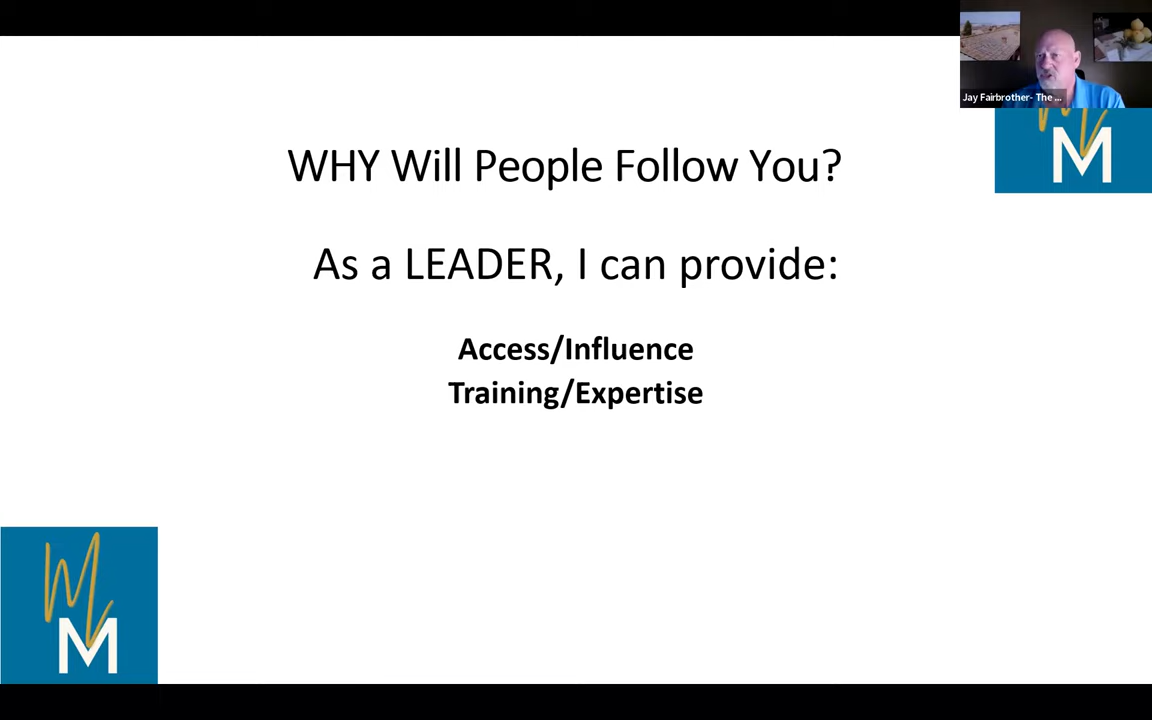 Jay Fairbrother- The ...
M
M
WHY Will People Follow You?
As a LEADER, I can provide:
Access/Influence
Training/Expertise
M
M